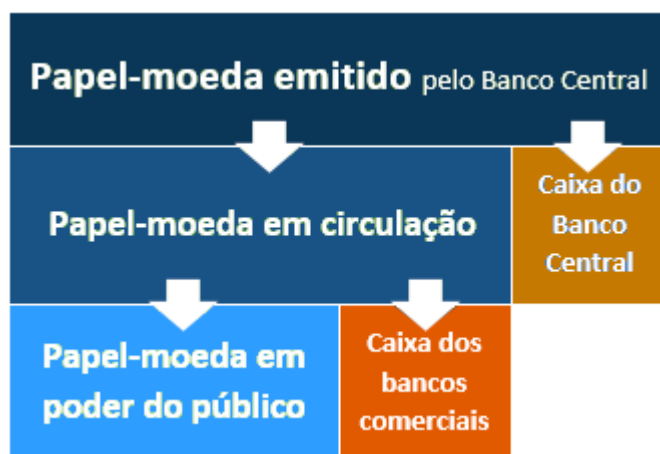 Papel-moeda emitido pelo Banco Central
Papel-moeda em circulação
Caixa do
Banco
Central
Papel-moeda em
poder do público
Caixa dos
bancos
comerciais